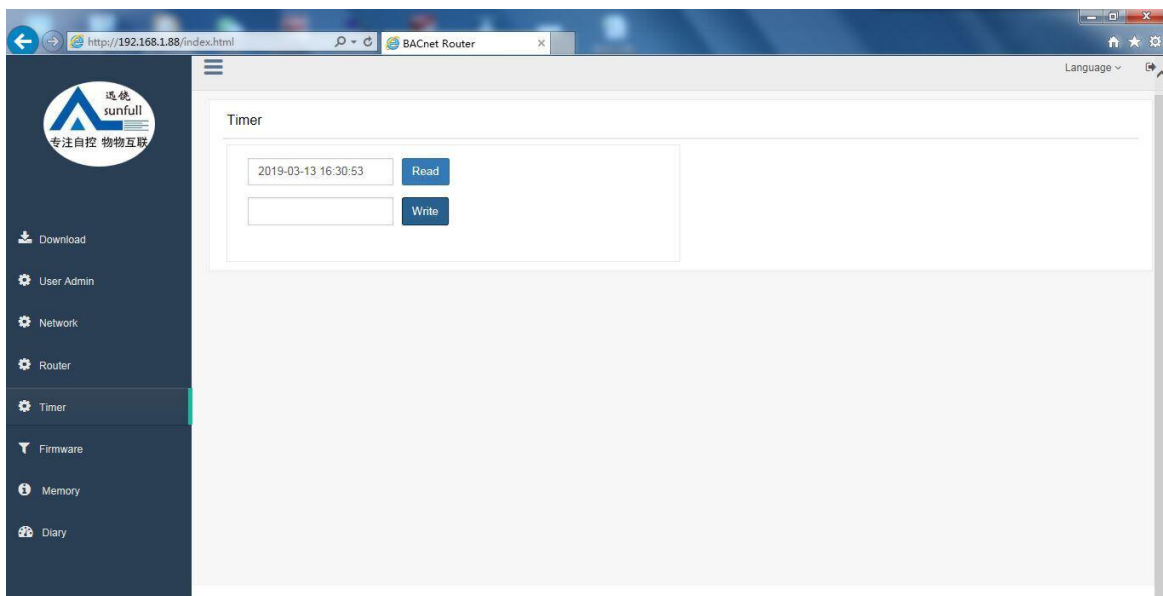 http://192.168.1.88/index.html
BACnet Router
Language
迅饶
sunfull
专注自控 物物互联
Timer
2019-03-13 16:30:53
Read
Write
Download
User Admin
Network
Router
Timer
Firmware
Memory
Diary